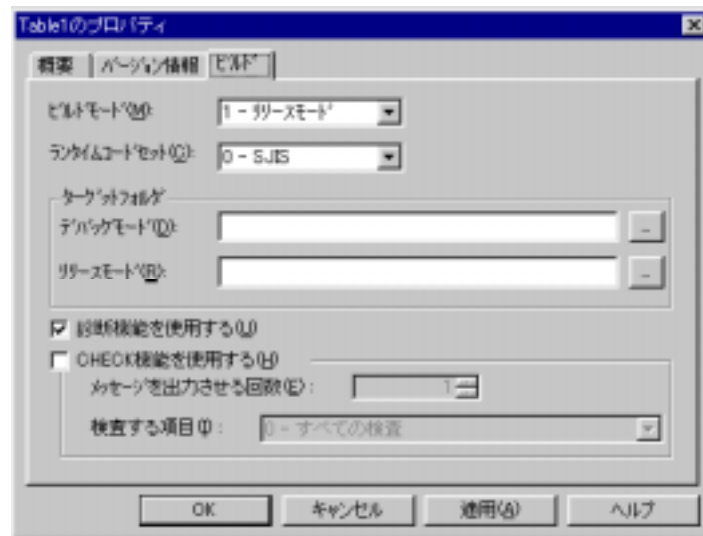 Table1のプロパティ
概要 バージョン情報 ビルド
ビルドモード(M): 1 - リリースモード
ランタイムコードセット(C): 0 - SJIS
ターゲットフォルダ
デバッグモード(D): ...
リリースモード(R): ...
診断機能を使用する(U)
CHECK機能を使用する(H)
メッセージを出力させる回数(E): 1
検査する項目(I): 0 - すべての検査
OK キャンセル 適用(A) ヘルプ